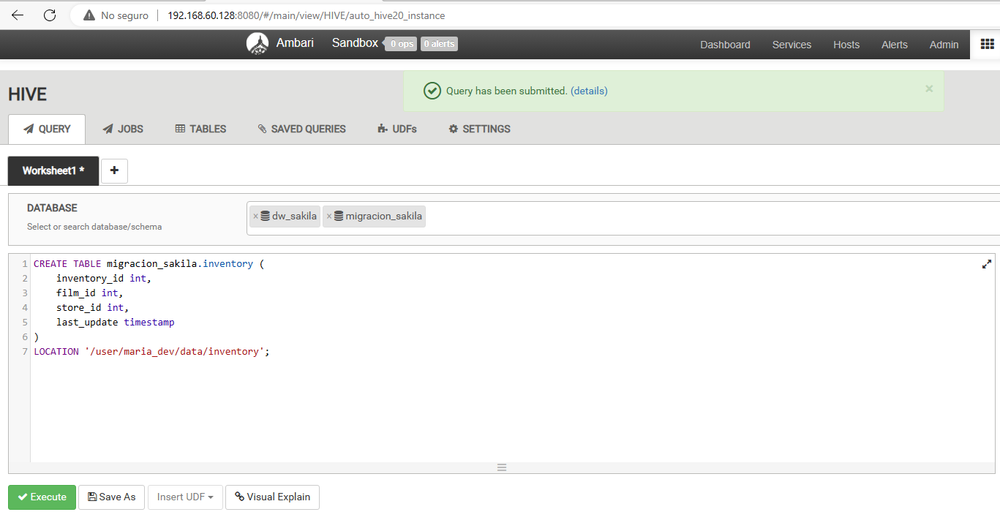 No seguro 192.168.60.128:8080/#/main/view/HIVE/auto_hive20_instance
Ambari Sandbox 0 ops 0 alerts Dashboard Services Hosts Alerts Admin
HIVE
Query has been submitted. (details) ×
QUERY JOBS TABLES SAVED QUERIES UDFs SETTINGS
Worksheet1 * +
DATABASE
Select or search database/schema
× dw_sakila × migracion_sakila
1 CREATE TABLE migracion_sakila.inventory (
2 inventory_id int,
3 film_id int,
4 store_id int,
5 last_update timestamp
6 )
7 LOCATION '/user/maria_dev/data/inventory';
Execute Save As Insert UDF Visual Explain